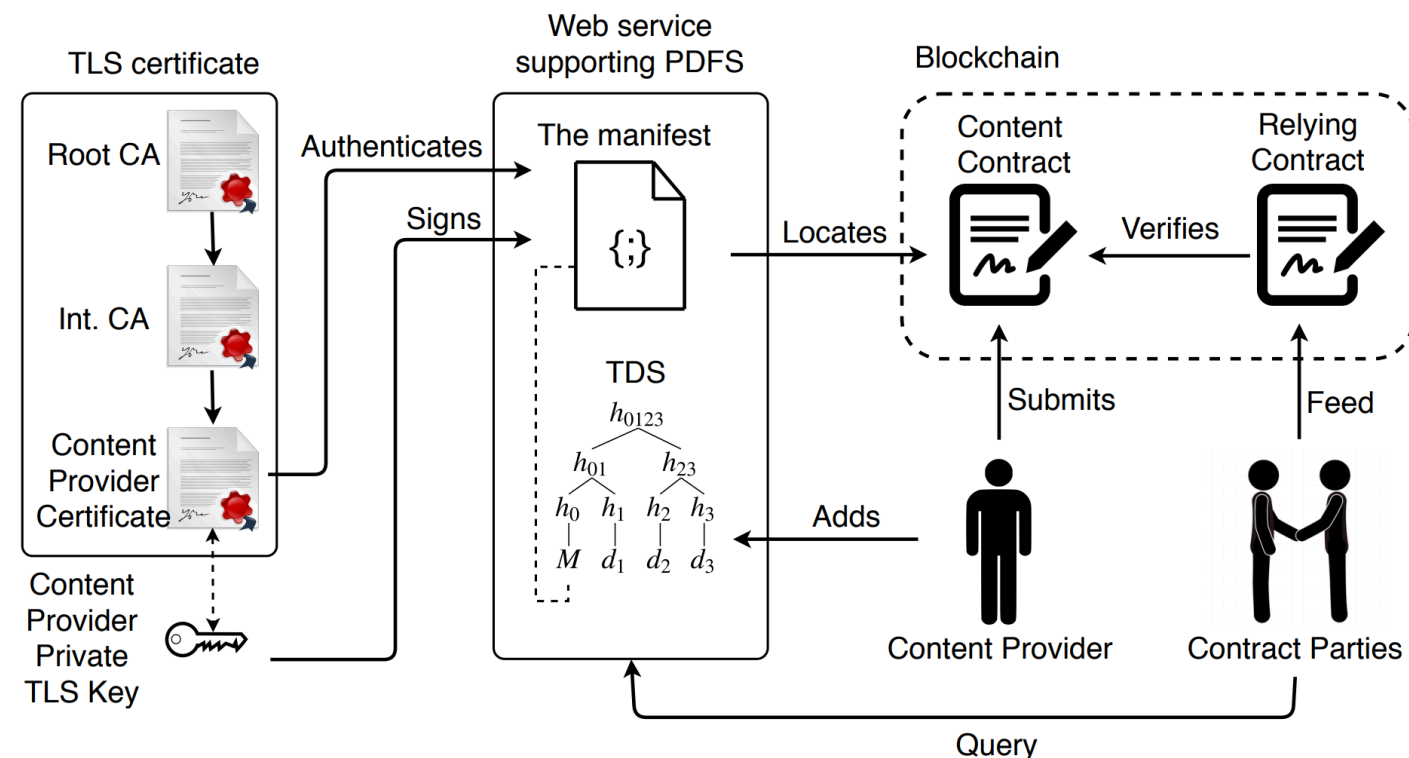 TLS certificate
Root CA
Int. CA
Content
Provider
Certificate
Content
Provider
Private
TLS Key
Authenticates
Signs
Web service
supporting PDFS
The manifest
{;}
TDS
h0123
h01 h23
h0 h1 h2 h3
M d1 d2 d3
Locates
Adds
Blockchain
Content
Contract
Relying
Contract
Verifies
Submits
Feed
Content Provider
Contract Parties
Query